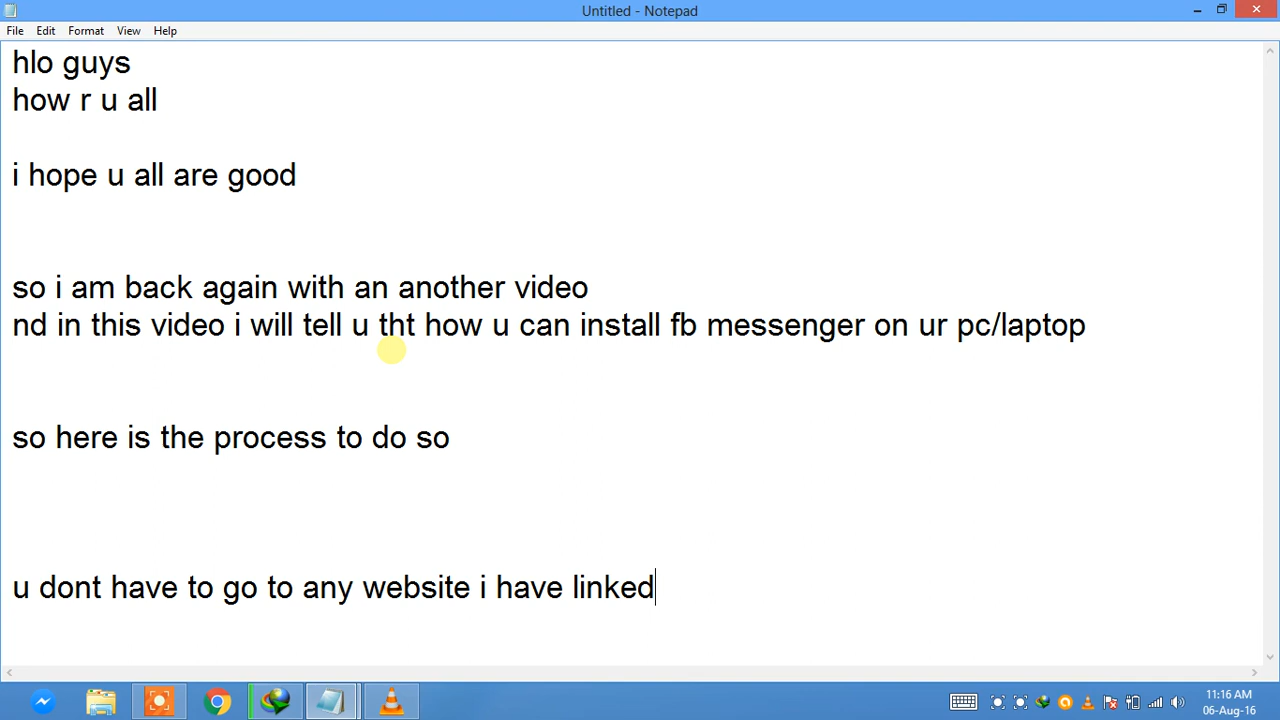 Untitled - Notepad
File Edit Format View Help
hlo guys
how r u all
i hope u all are good
so i am back again with an another video
nd in this video i will tell u tht how u can install fb messenger on ur pc/laptop
so here is the process to do so
u dont have to go to any website i have linked
11:16 AM
06-Aug-16